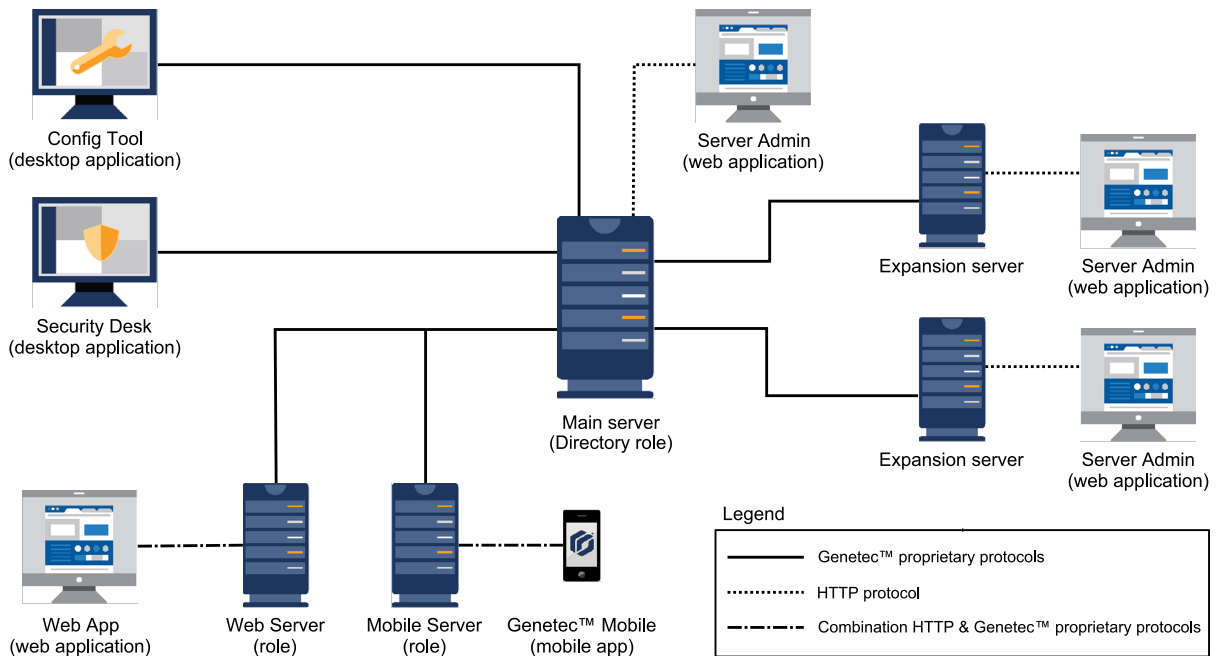 Config Tool
(desktop application)
Server Admin
(web application)
Expansion server
Server Admin
(web application)
Security Desk
(desktop application)
Main server
(Directory role)
Expansion server
Server Admin
(web application)
Web App
(web application)
Web Server
(role)
Mobile Server
(role)
Genetec™ Mobile
(mobile app)
Legend
Genetec™ proprietary protocols
HTTP protocol
Combination HTTP & Genetec™ proprietary protocols